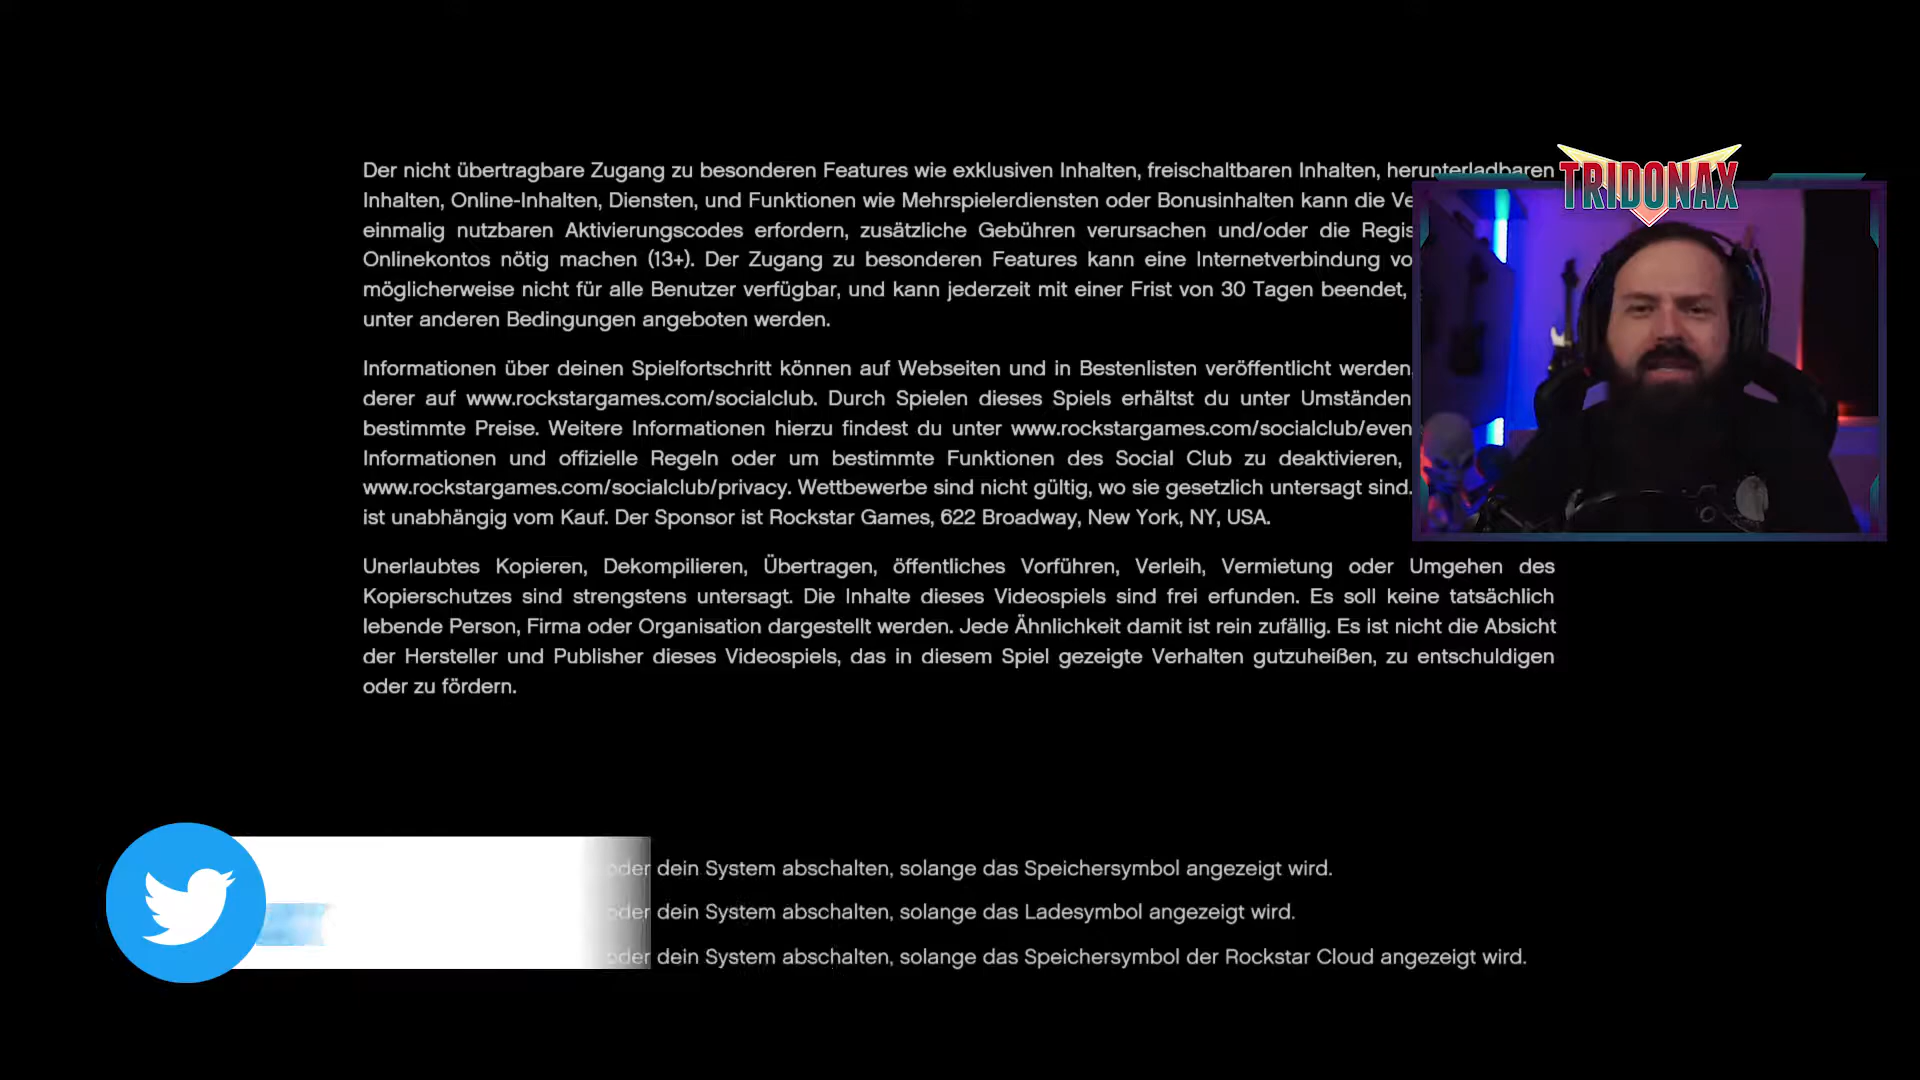 Der nicht übertragbare Zugang zu besonderen Features wie exklusiven Inhalten, freischaltbaren Inhalten, herunterladbaren
TRIDONAX
Inhalten, Online-Inhalten, Diensten, und Funktionen wie Mehrspielerdiensten oder Bonusinhalten kann die
einmalig nutzbaren Aktivierungscodes erfordern, zusätzliche Gebühren verursachen und/oder die
Onlinekontos nötig machen (13+). Der Zugang zu besonderen Features kann eine Internetverbindung
möglicherweise nicht für alle Benutzer verfügbar, und kann jederzeit mit einer Frist von 30 Tagen beendet,
unter anderen Bedingungen angeboten werden.
Informationen über deinen Spielfortschritt können auf Webseiten und in Bestenlisten veröffentlicht werden,
derer auf www.rockstargames.com/socialclub. Durch Spielen dieses Spiels erhältst du unter Umständen
bestimmte Preise. Weitere Informationen hierzu findest du unter www.rockstargames.com/socialclub/even
Informationen und offizielle Regeln oder um bestimmte Funktionen des Social Club zu deaktivieren,
www.rockstargames.com/socialclub/privacy. Wettbewerbe sind nicht gültig, wo sie gesetzlich untersagt sind.
ist unabhängig vom Kauf. Der Sponsor ist Rockstar Games, 622 Broadway, New York, NY, USA.
Unerlaubtes Kopieren, Dekompilieren, Übertragen, öffentliches Vorführen, Verleih, Vermietung oder Umgehen des
Kopierschutzes sind strengstens untersagt. Die Inhalte dieses Videospiels sind frei erfunden. Es soll keine tatsächlich
lebende Person, Firma oder Organisation dargestellt werden. Jede Ähnlichkeit damit ist rein zufällig. Es ist nicht die Absicht
der Hersteller und Publisher dieses Videospiels, das in diesem Spiel gezeigte Verhalten gutzuheißen, zu entschuldigen
oder zu fördern.
oder dein System abschalten, solange das Speichersymbol angezeigt wird.
oder dein System abschalten, solange das Ladesymbol angezeigt wird.
oder dein System abschalten, solange das Speichersymbol der Rockstar Cloud angezeigt wird.